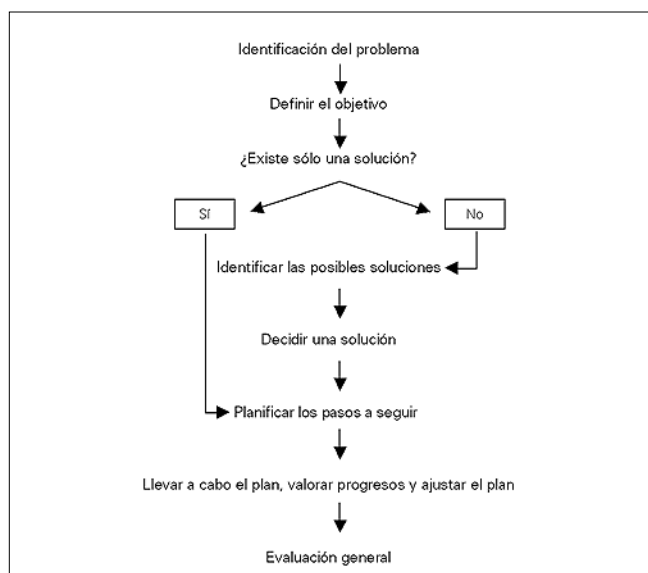 Identificación del problema
Definir el objetivo
¿Existe sólo una solución?
Sí
No
Identificar las posibles soluciones
Decidir una solución
Planificar los pasos a seguir
Llevar a cabo el plan, valorar progresos y ajustar el plan
Evaluación general